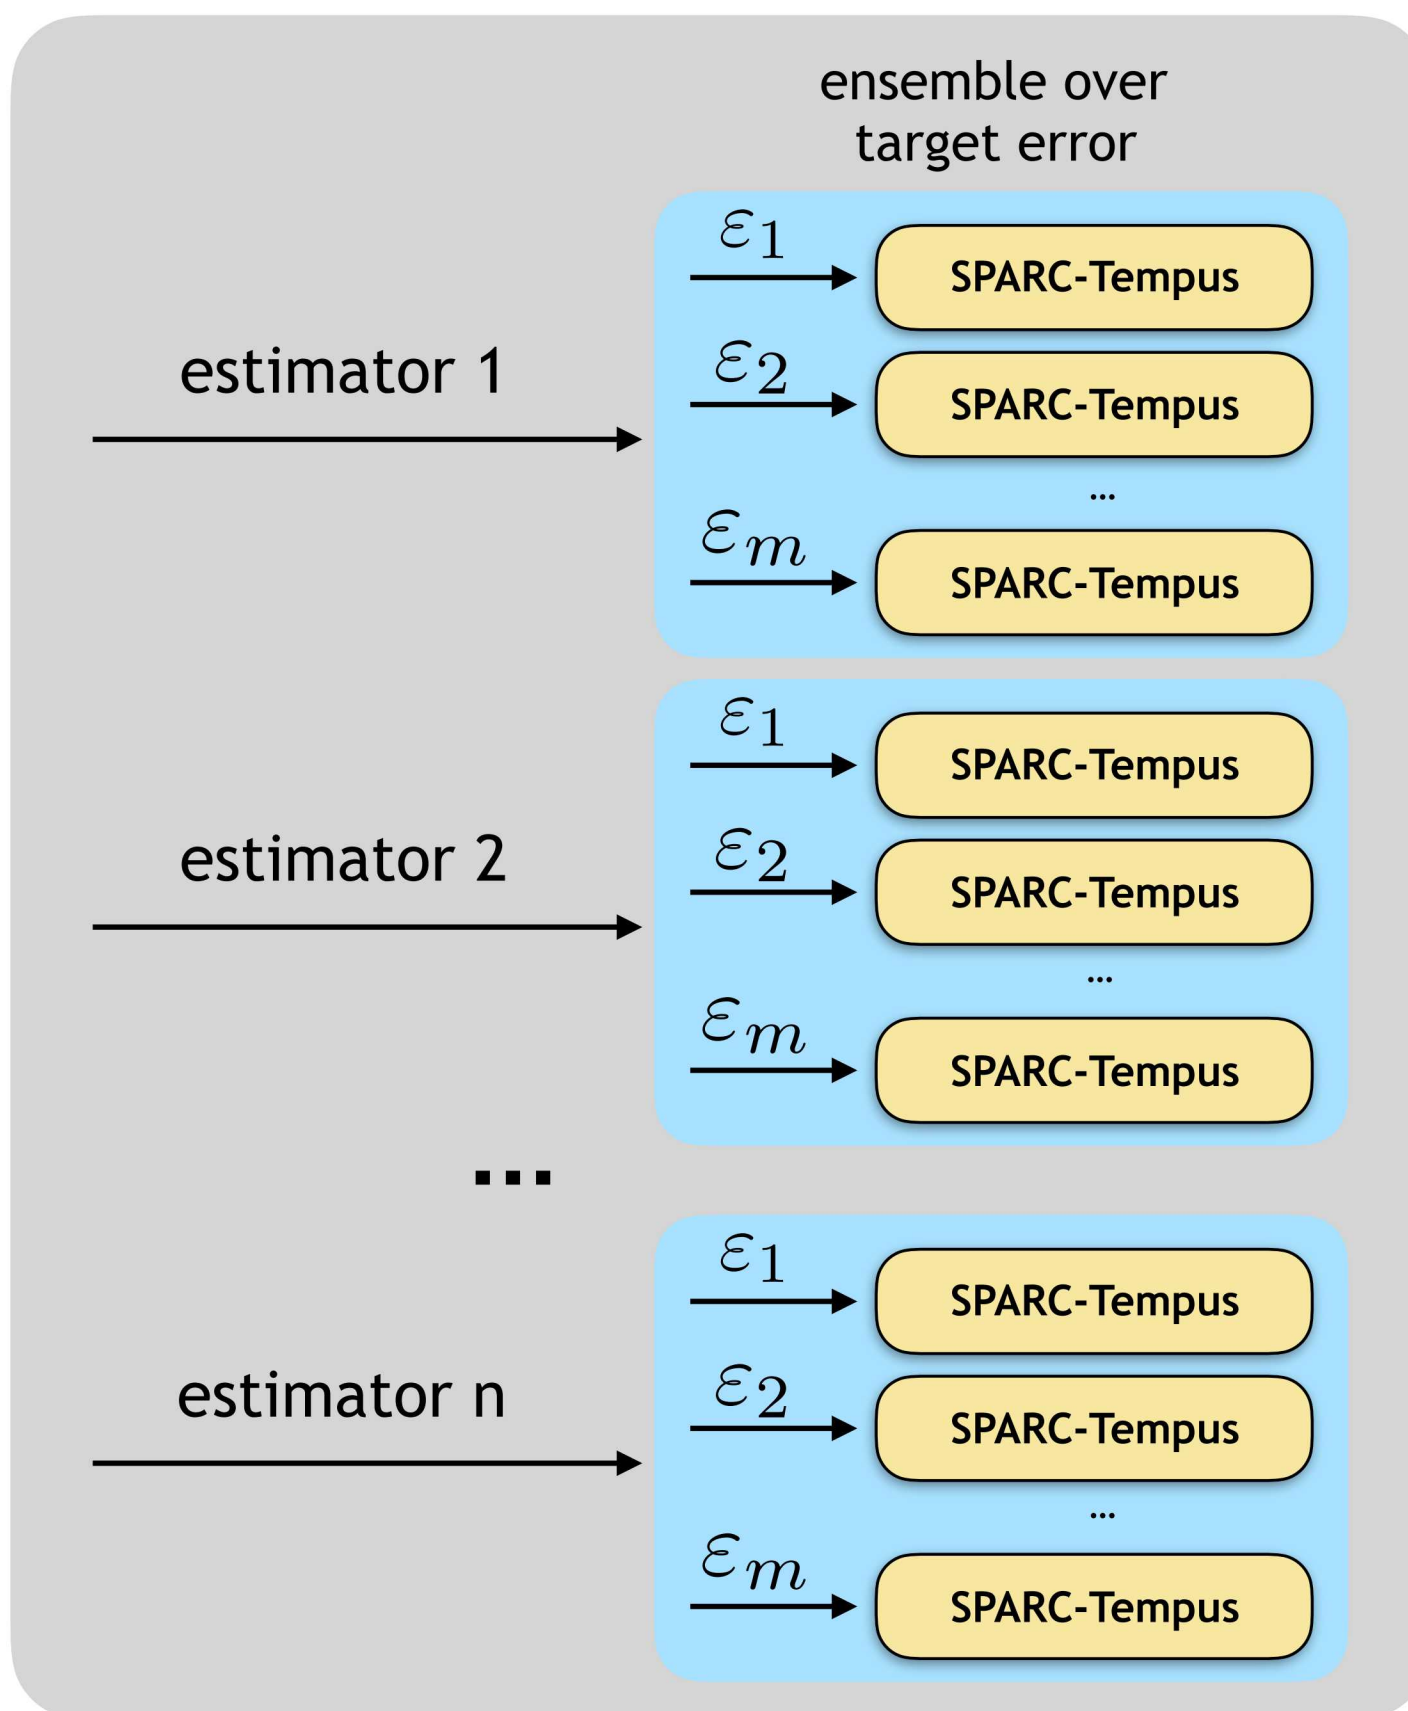 ensemble over
target error
estimator 1
ε1
SPARC-Tempus
ε2
SPARC-Tempus
...
εm
SPARC-Tempus
estimator 2
ε1
SPARC-Tempus
ε2
SPARC-Tempus
...
εm
SPARC-Tempus
...
estimator n
ε1
SPARC-Tempus
ε2
SPARC-Tempus
...
εm
SPARC-Tempus